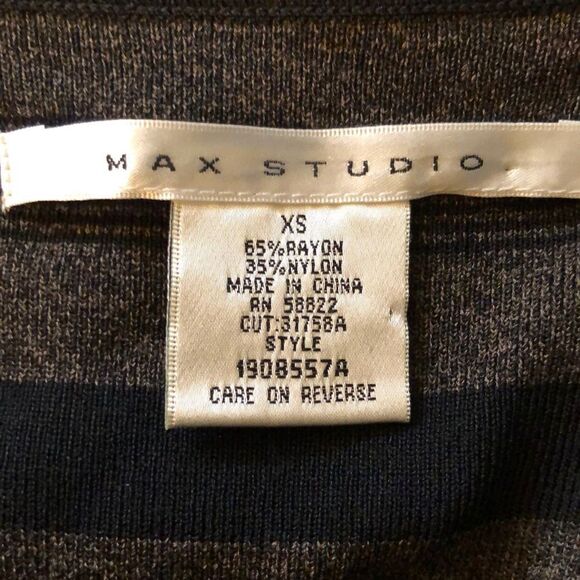 MAX STUDIO
XS
65%RAYON
35%NYLON
MADE IN CHINA
RN 58822
CUT:31758A
STYLE
1908557A
CARE ON REVERSE